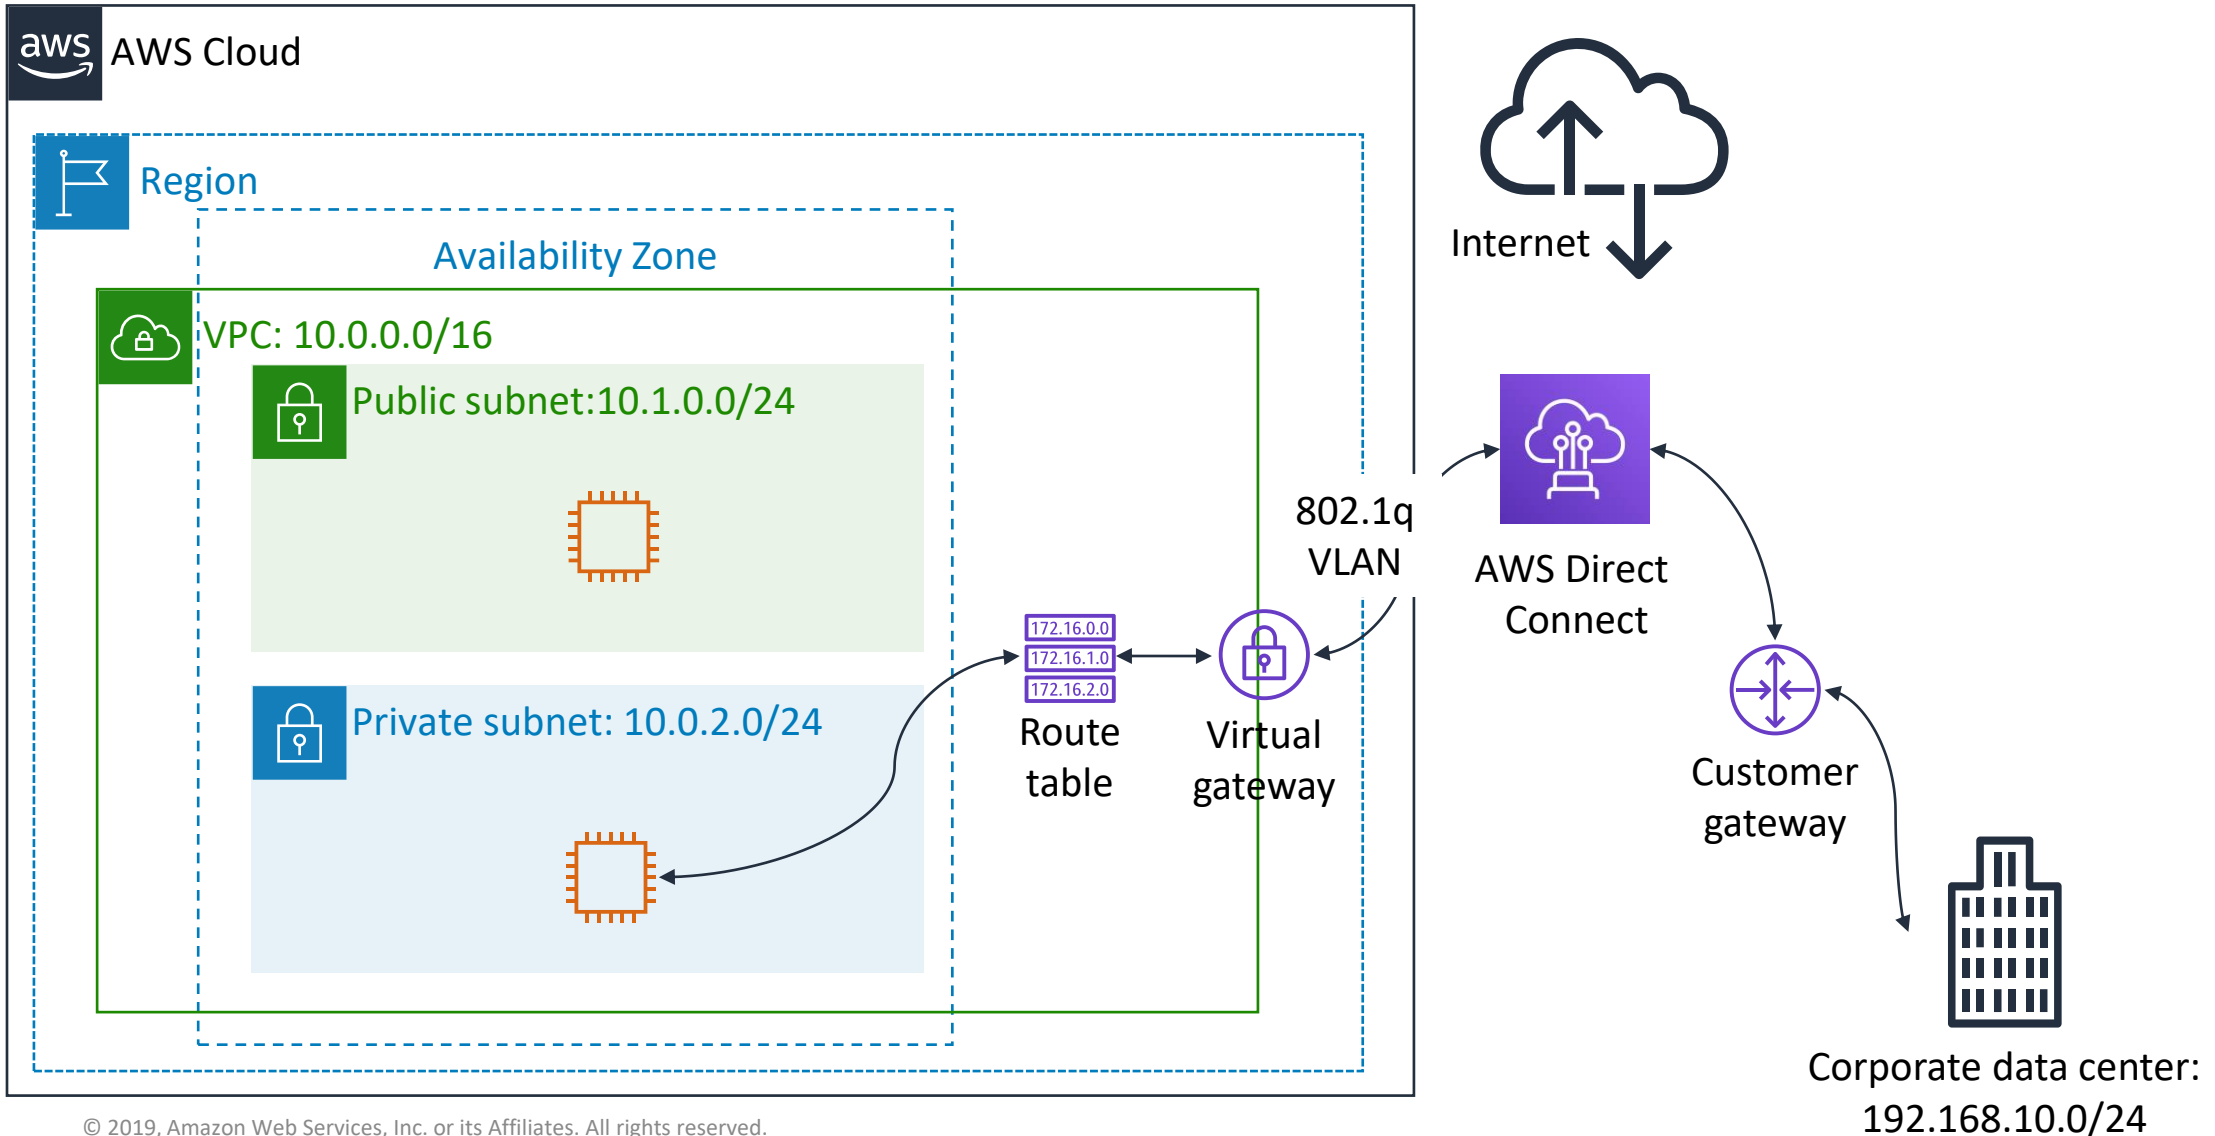 aws
AWS Cloud
Region
Availability Zone
VPC: 10.0.0.0/16
Public subnet:10.1.0.0/24
Private subnet: 10.0.2.0/24
172.16.0.0
172.16.1.0
172.16.2.0
Route
table
Virtual
gateway
802.1q
VLAN
Internet
AWS Direct
Connect
Customer
gateway
Corporate data center:
192.168.10.0/24
© 2019, Amazon Web Services, Inc. or its Affiliates. All rights reserved.